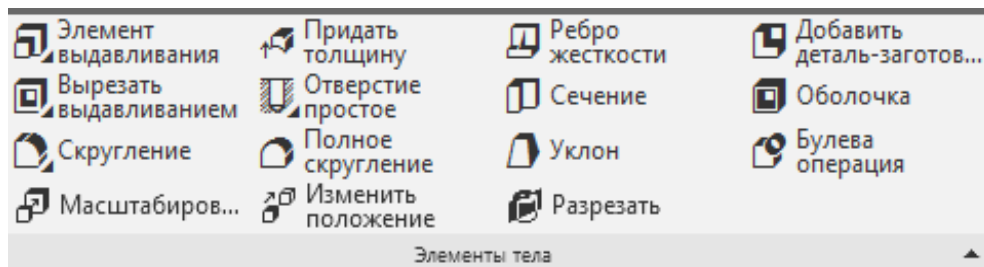 Элемент
выдавливания
Придать
толщину
Ребро
жесткости
Добавить
деталь-заготов...
Вырезать
выдавливанием
Отверстие
простое
Сечение
Оболочка
Скругление
Полное
скругление
Уклон
Булева
операция
Масштабиров...
Изменить
положение
Разрезать
Элементы тела